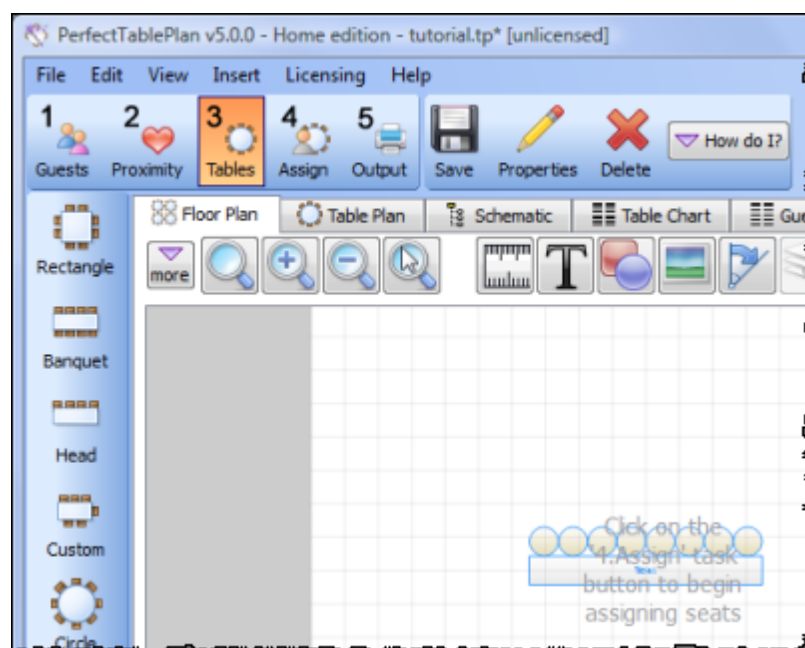 PerfectTablePlan v5.0.0 - Home edition - tutorial.tp* [unlicensed]
File Edit View Insert Licensing Help
1 2 3 4 5
Guests Proximity Tables Assign Output Save Properties Delete How do I?
Floor Plan Table Plan Schematic Table Chart Gue
Rectangle
more
T
Banquet
Head
Custom
Circle
Click on the
'4.Assign' task
button to begin
assigning seats